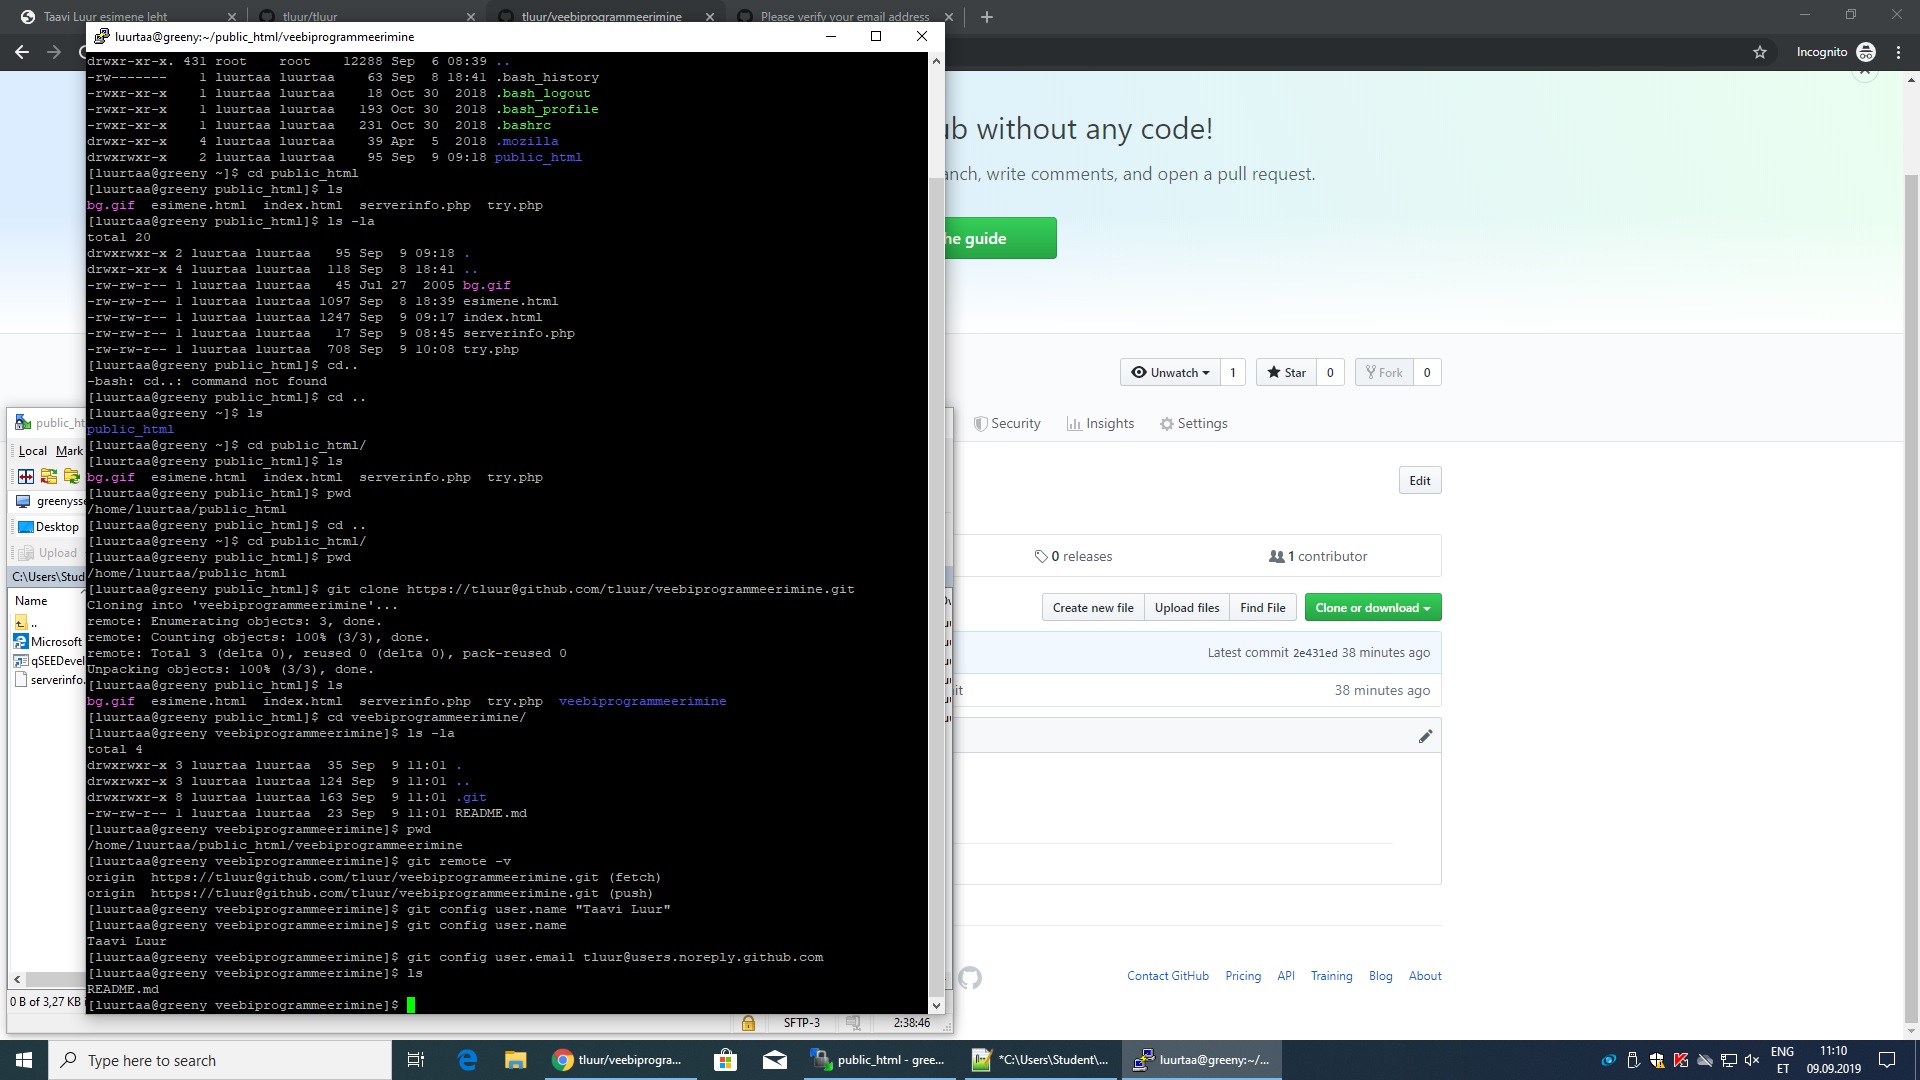 Taavi Luur esimene leht
tluur/tluur
tluur/veebiprogrammeerimine
Please verify your email address
Incognito
luurtaa@greeny:~/public_html/veebiprogrammeerimine
drwxr-xr-x. 431 root    root    12288 Sep  6 08:39 ..
-rw-------    1 luurtaa luurtaa    63 Sep  8 18:41 .bash_history
-rwxr-xr-x    1 luurtaa luurtaa    18 Oct 30  2018 .bash_logout
-rwxr-xr-x    1 luurtaa luurtaa   193 Oct 30  2018 .bash_profile
-rwxr-xr-x    1 luurtaa luurtaa   231 Oct 30  2018 .bashrc
drwxr-xr-x    4 luurtaa luurtaa    39 Apr  5  2018 .mozilla
drwxrwxr-x    2 luurtaa luurtaa    95 Sep  9 09:18 public_html
[luurtaa@greeny ~]$ cd public_html
[luurtaa@greeny public_html]$ ls
bg.gif  esimene.html  index.html  serverinfo.php  try.php
[luurtaa@greeny public_html]$ ls -la
total 20
drwxrwxr-x 2 luurtaa luurtaa   95 Sep  9 09:18 .
drwxr-xr-x 4 luurtaa luurtaa  118 Sep  8 18:41 ..
-rw-rw-r-- 1 luurtaa luurtaa   45 Jul 27  2005 bg.gif
-rw-rw-r-- 1 luurtaa luurtaa 1097 Sep  8 18:39 esimene.html
-rw-rw-r-- 1 luurtaa luurtaa 1247 Sep  9 09:17 index.html
-rw-rw-r-- 1 luurtaa luurtaa   17 Sep  9 08:45 serverinfo.php
-rw-rw-r-- 1 luurtaa luurtaa  708 Sep  9 10:08 try.php
[luurtaa@greeny public_html]$ cd..
-bash: cd..: command not found
[luurtaa@greeny public_html]$ cd ..
[luurtaa@greeny ~]$ ls
public_html
[luurtaa@greeny ~]$ cd public_html/
[luurtaa@greeny public_html]$ ls
bg.gif  esimene.html  index.html  serverinfo.php  try.php
[luurtaa@greeny public_html]$ pwd
/home/luurtaa/public_html
[luurtaa@greeny public_html]$ cd ..
[luurtaa@greeny ~]$ cd public_html/
[luurtaa@greeny public_html]$ pwd
/home/luurtaa/public_html
[luurtaa@greeny public_html]$ git clone https://tluur@github.com/tluur/veebiprogrammeerimine.git
Cloning into 'veebiprogrammeerimine'...
remote: Enumerating objects: 3, done.
remote: Counting objects: 100% (3/3), done.
remote: Total 3 (delta 0), reused 0 (delta 0), pack-reused 0
Unpacking objects: 100% (3/3), done.
[luurtaa@greeny public_html]$ ls
bg.gif  esimene.html  index.html  serverinfo.php  try.php  veebiprogrammeerimine
[luurtaa@greeny public_html]$ cd veebiprogrammeerimine/
[luurtaa@greeny veebiprogrammeerimine]$ ls -la
total 4
drwxrwxr-x 3 luurtaa luurtaa  35 Sep  9 11:01 .
drwxrwxr-x 3 luurtaa luurtaa 124 Sep  9 11:01 ..
drwxrwxr-x 8 luurtaa luurtaa 163 Sep  9 11:01 .git
-rw-rw-r-- 1 luurtaa luurtaa  23 Sep  9 11:01 README.md
[luurtaa@greeny veebiprogrammeerimine]$ pwd
/home/luurtaa/public_html/veebiprogrammeerimine
[luurtaa@greeny veebiprogrammeerimine]$ git remote -v
origin  https://tluur@github.com/tluur/veebiprogrammeerimine.git (fetch)
origin  https://tluur@github.com/tluur/veebiprogrammeerimine.git (push)
[luurtaa@greeny veebiprogrammeerimine]$ git config user.name "Taavi Luur"
[luurtaa@greeny veebiprogrammeerimine]$ git config user.name
Taavi Luur
[luurtaa@greeny veebiprogrammeerimine]$ git config user.email tluur@users.noreply.github.com
[luurtaa@greeny veebiprogrammeerimine]$ ls
README.md
[luurtaa@greeny veebiprogrammeerimine]$
public_ht
Local Mark
greenysse
Desktop
Upload
C:\Users\Stud
Name
..
Microsoft
qSEEDevel
serverinfo.
0 B of 3,27 KB
SFTP-3
2:38:46
ub without any code!
anch, write comments, and open a pull request.
he guide
Unwatch 1 Star 0 Fork 0
Security Insights Settings
Edit
0 releases 1 contributor
Create new file Upload files Find File Clone or download
Latest commit 2e431ed 38 minutes ago
it 38 minutes ago
Contact GitHub Pricing API Training Blog About
Type here to search
tluur/veebiprogra...
public_html - gree...
*C:\Users\Student\...
luurtaa@greeny:~/...
ENG
ET
11:10
09.09.2019